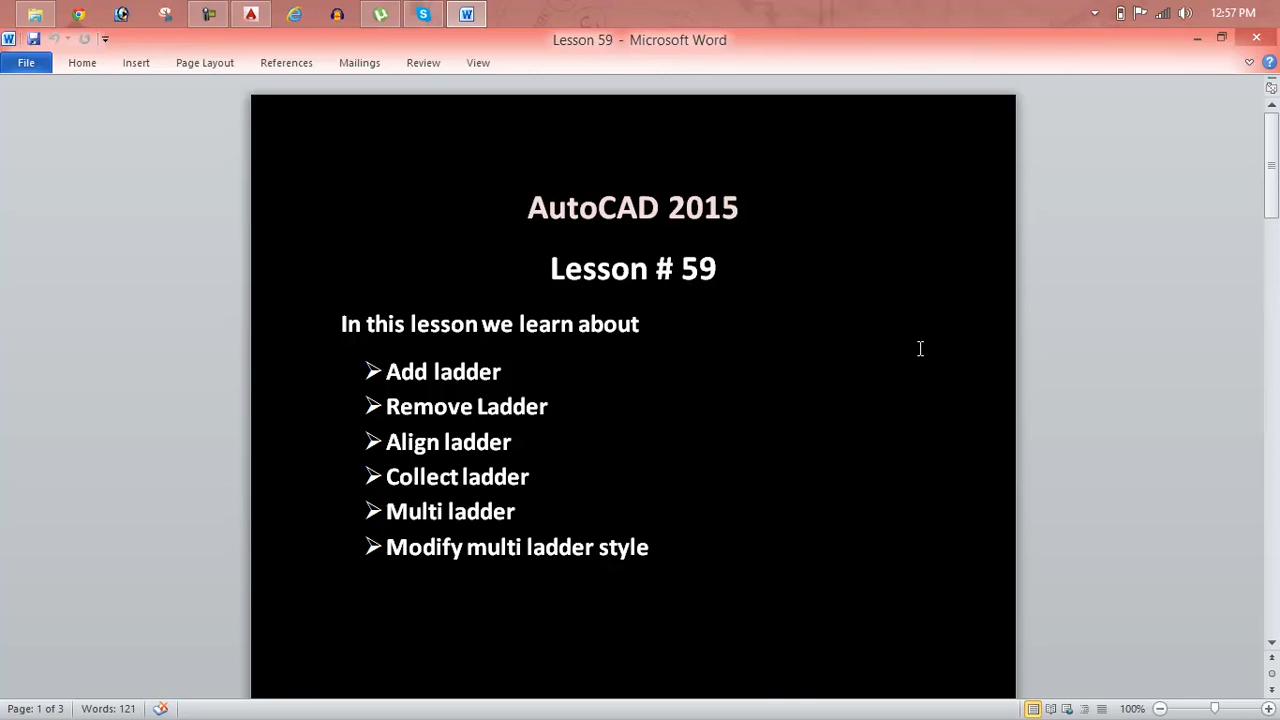 12:57 PM
Lesson 59 - Microsoft Word
File Home Insert Page Layout References Mailings Review View
AutoCAD 2015
Lesson # 59
In this lesson we learn about
Add ladder
Remove Ladder
Align ladder
Collect ladder
Multi ladder
Modify multi ladder style
Page: 1 of 3 Words: 121 100%